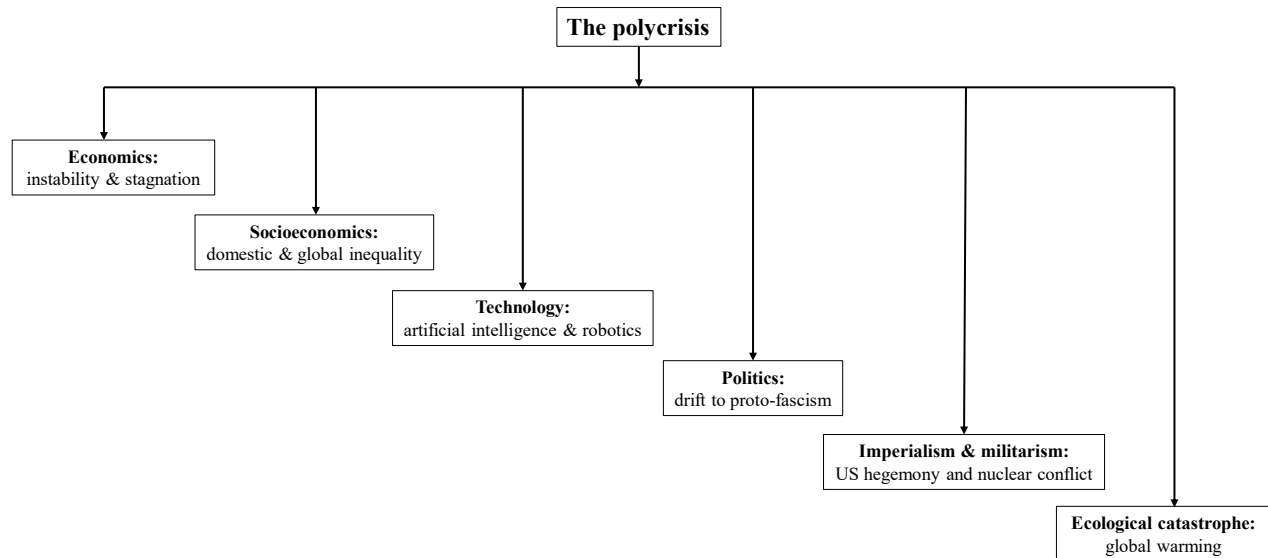 The polycrisis
Economics:
instability & stagnation
Socioeconomics:
domestic & global inequality
Technology:
artificial intelligence & robotics
Politics:
drift to proto-fascism
Imperialism & militarism:
US hegemony and nuclear conflict
Ecological catastrophe:
global warming